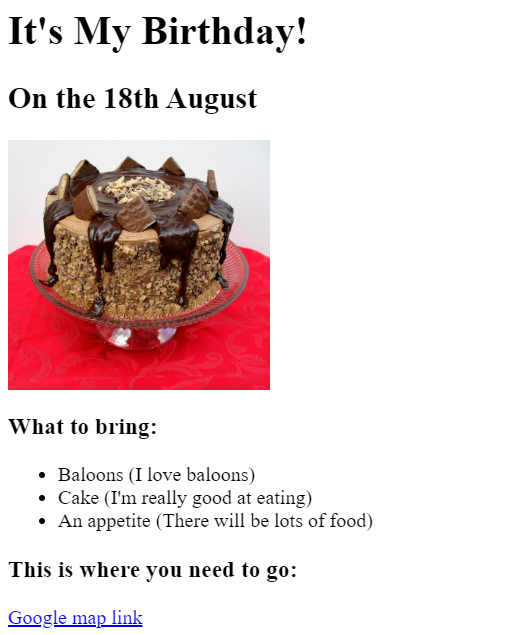 It's My Birthday!
On the 18th August
What to bring:
Baloons (I love baloons)
Cake (I'm really good at eating)
An appetite (There will be lots of food)
This is where you need to go:
Google map link